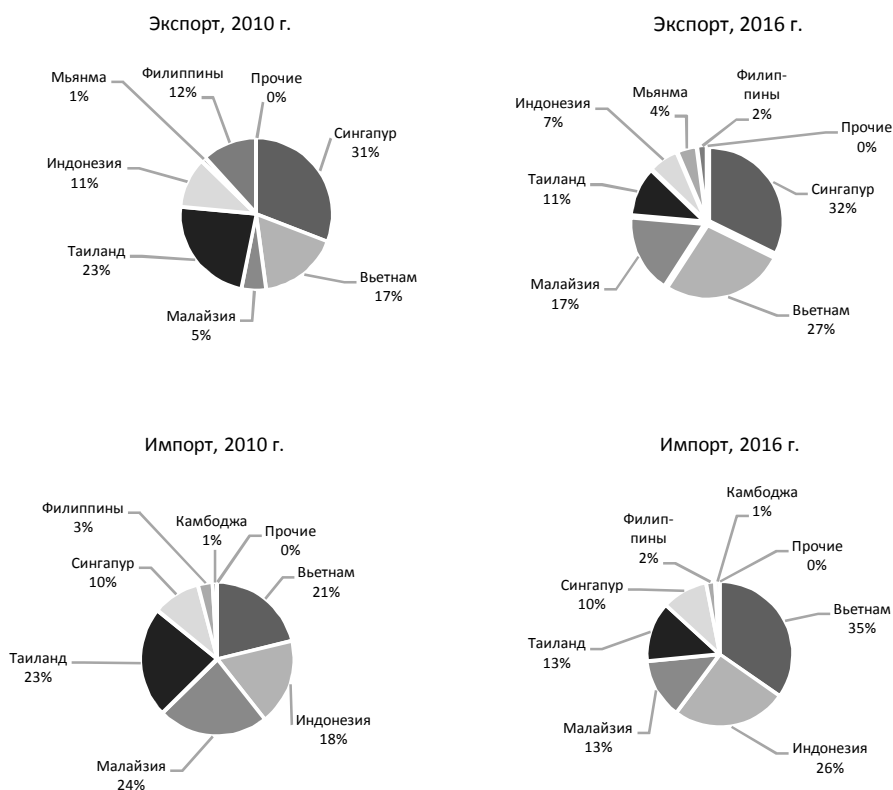 Экспорт, 2010 г.
Мьянма
1%
Филиппины
12%
Прочие
0%
Сингапур
31%
Индонезия
11%
Таиланд
23%
Вьетнам
17%
Малайзия
5%
Экспорт, 2016 г.
Филип-
пины
2%
Мьянма
4%
Индонезия
7%
Прочие
0%
Таиланд
11%
Сингапур
32%
Малайзия
17%
Вьетнам
27%
Импорт, 2010 г.
Филиппины
3%
Камбоджа
1%
Прочие
0%
Сингапур
10%
Вьетнам
21%
Таиланд
23%
Индонезия
18%
Малайзия
24%
Импорт, 2016 г.
Камбоджа
1%
Филип-
пины
2%
Прочие
0%
Сингапур
10%
Вьетнам
35%
Таиланд
13%
Малайзия
13%
Индонезия
26%